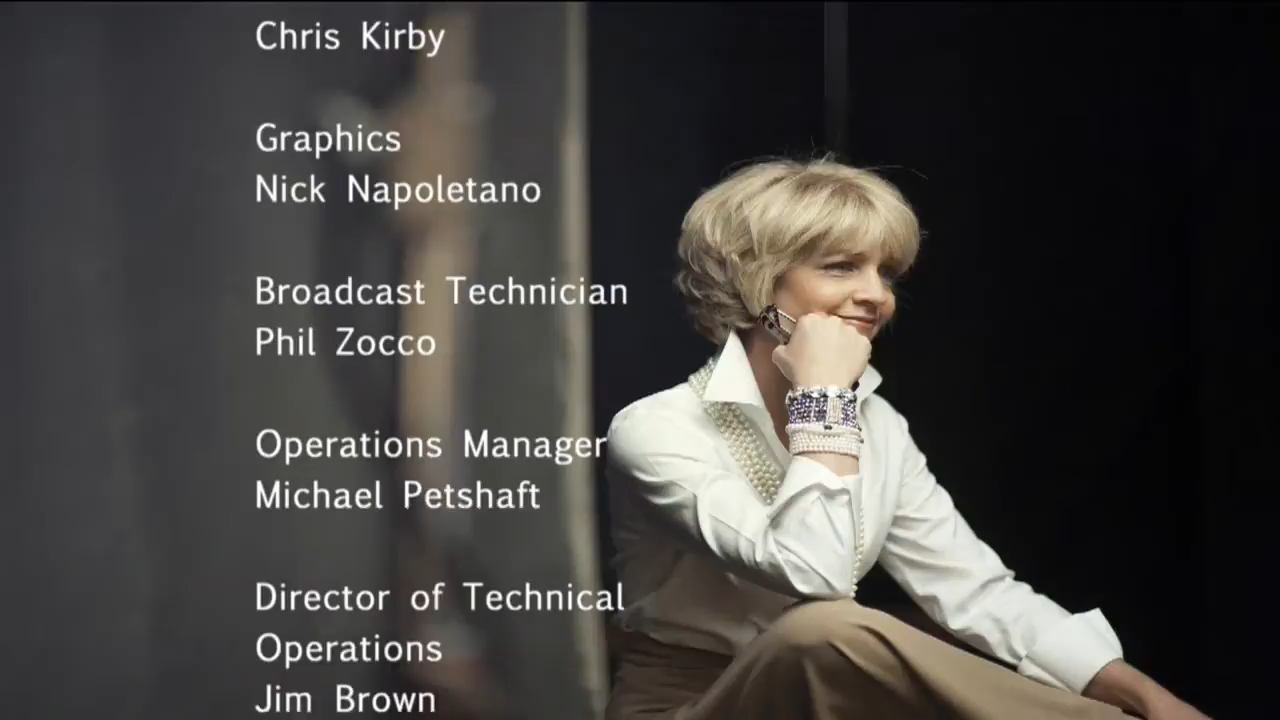 Chris Kirby
Graphics
Nick Napoletano
Broadcast Technician
Phil Zocco
Operations Manager
Michael Petshaft
Director of Technical
Operations
Jim Brown